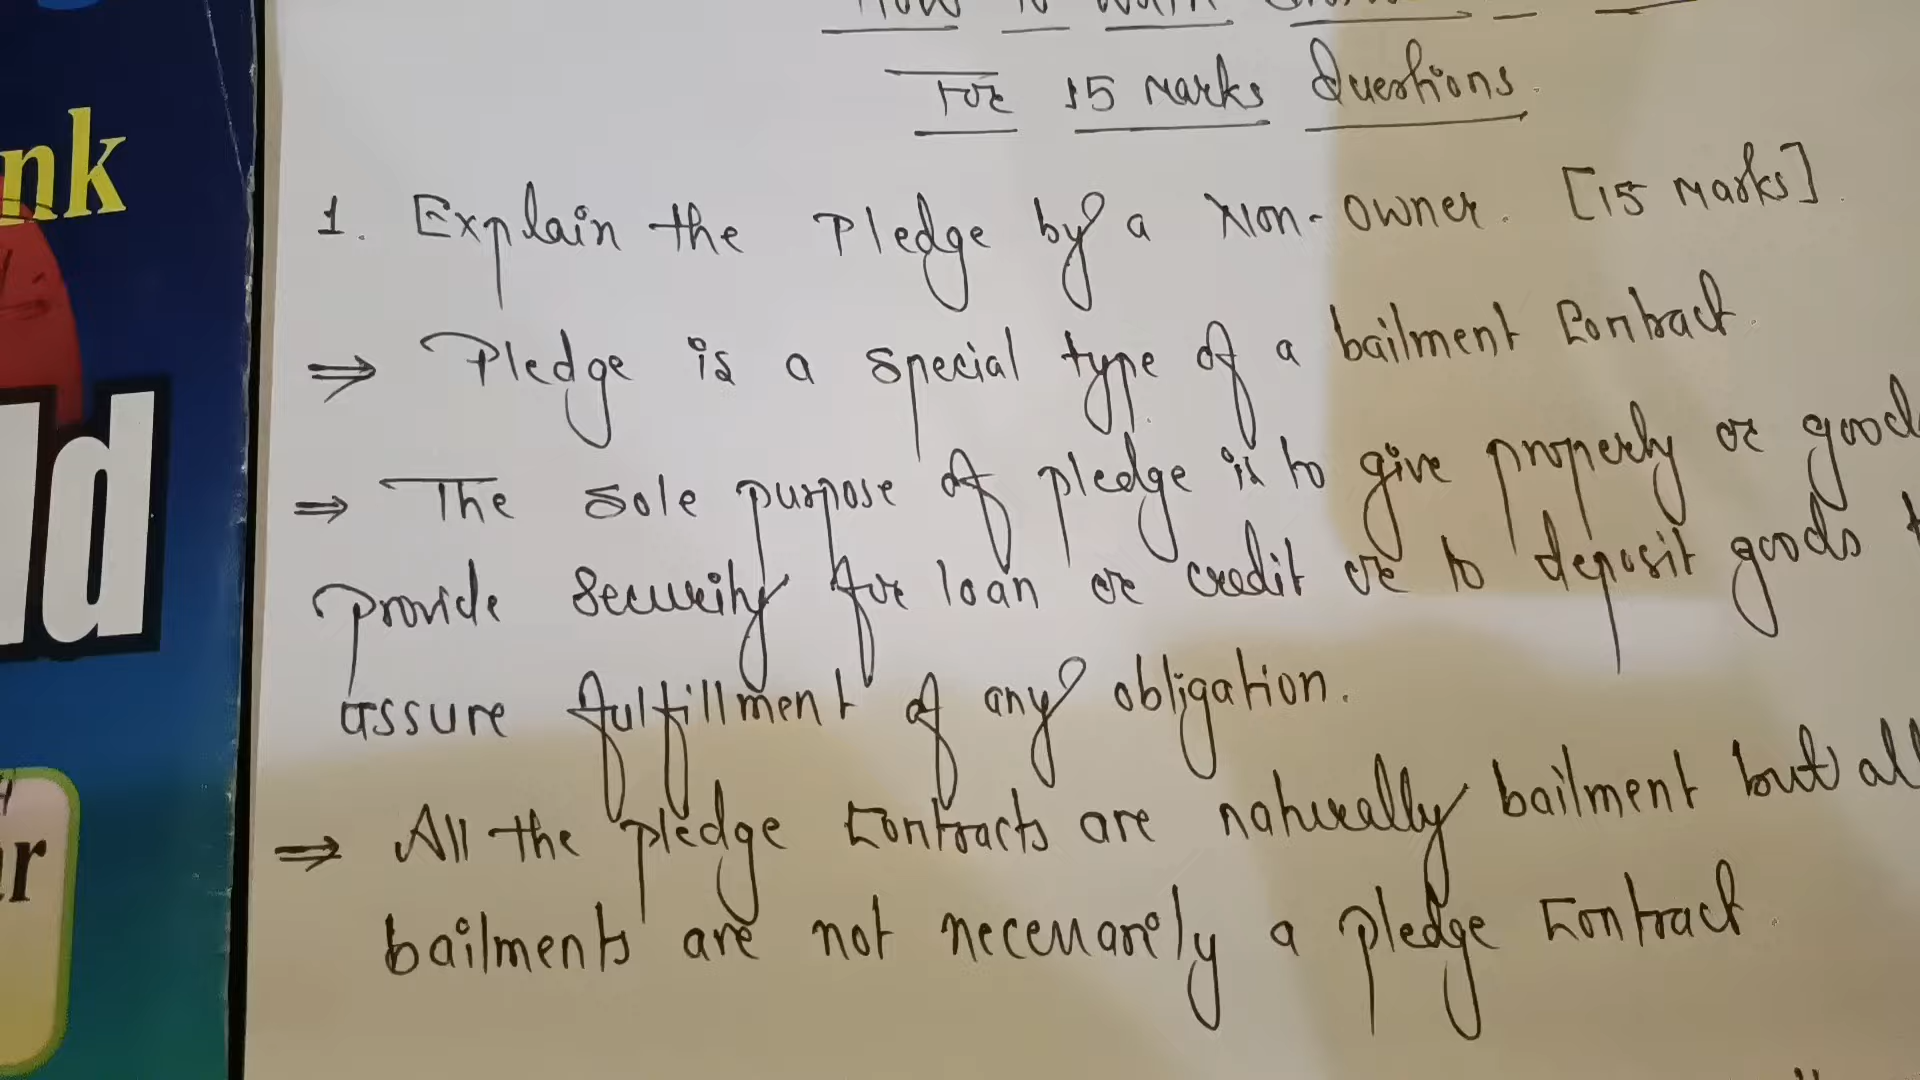 For 15 Marks Questions.
1. Explain the Pledge by a Non-Owner. [15 Marks].
⇒ Pledge is a special type of a bailment Contract.
⇒ The sole purpose of pledge is to give property or good
provide security for loan or credit or to deposit goods
assure fulfillment of any obligation.
⇒ All the pledge Contracts are naturally bailment but all
bailments are not necessarily a pledge Contract.
nk
ld
r